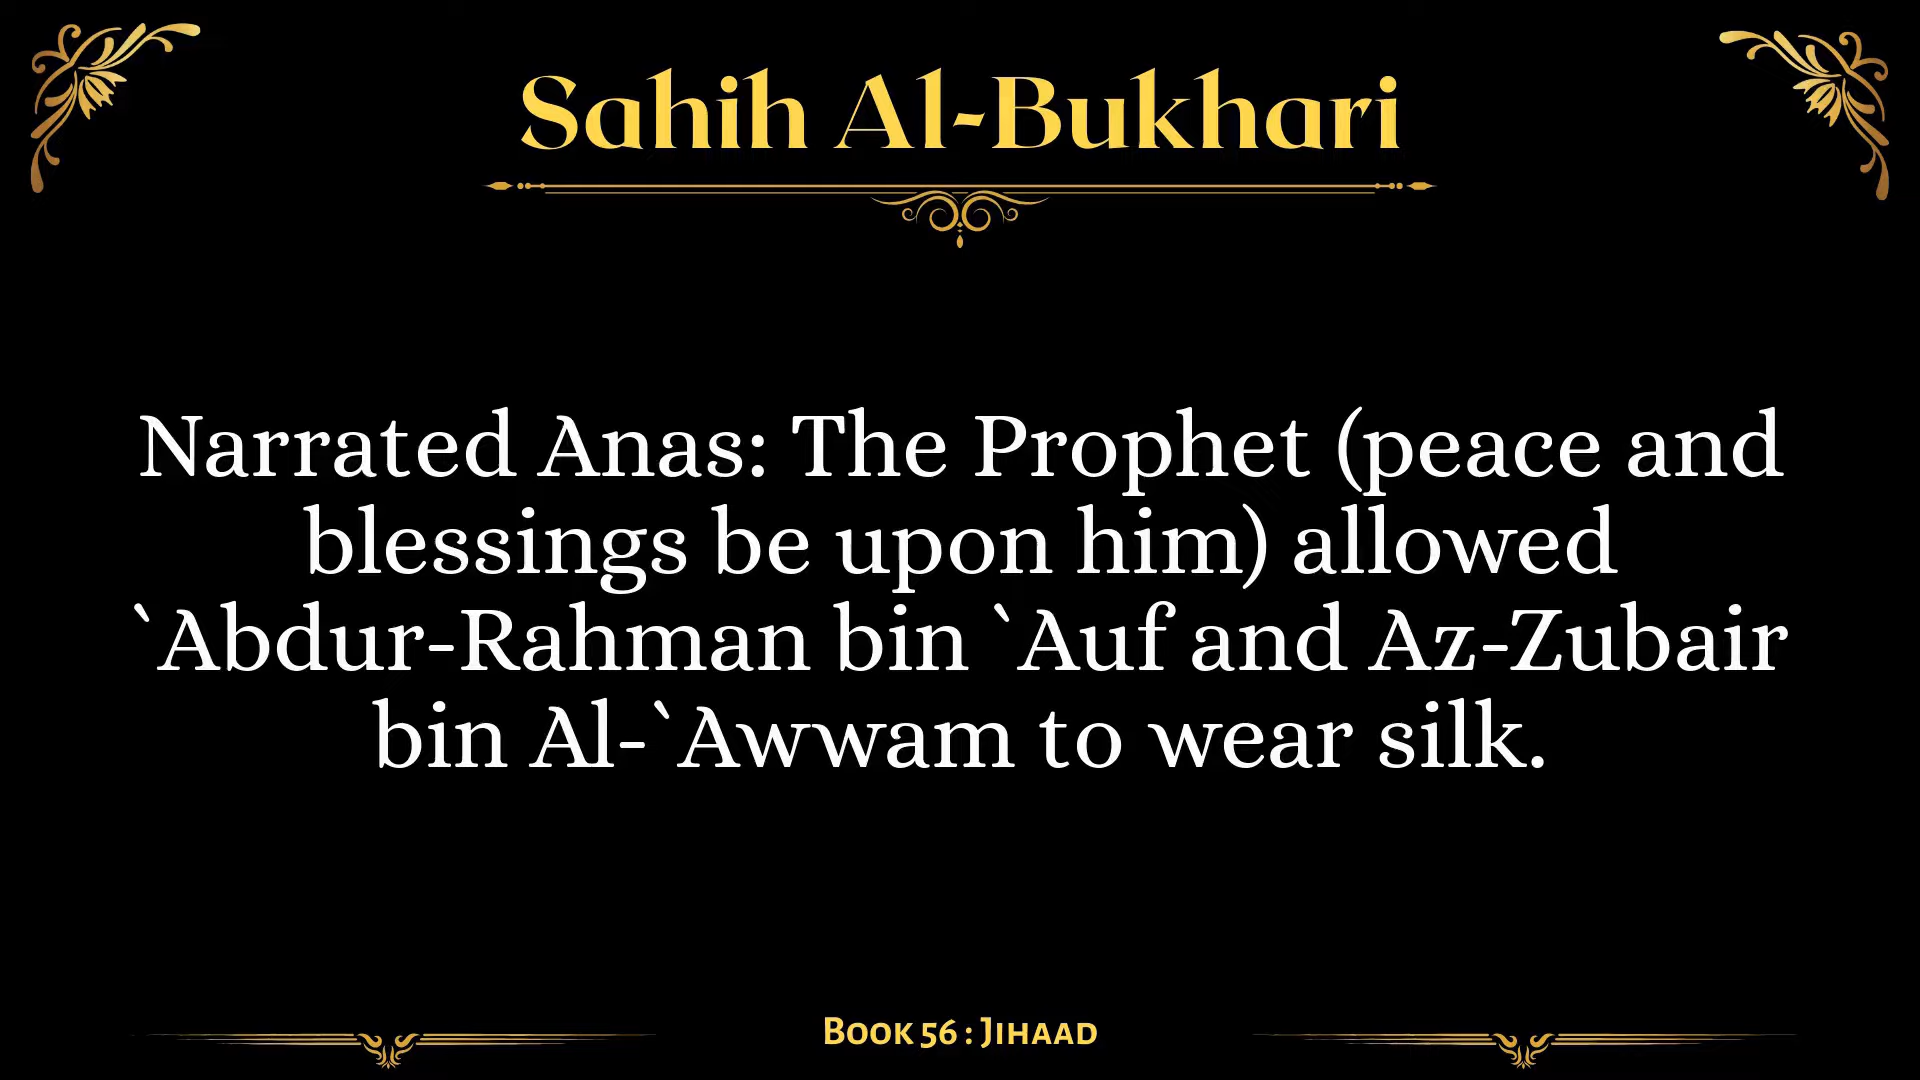 Sahih Al-Bukhari
Narrated Anas: The Prophet (peace and
blessings be upon him) allowed
`Abdur-Rahman bin `Auf and Az-Zubair
bin Al-`Awwam to wear silk.
Book 56 : Jihaad